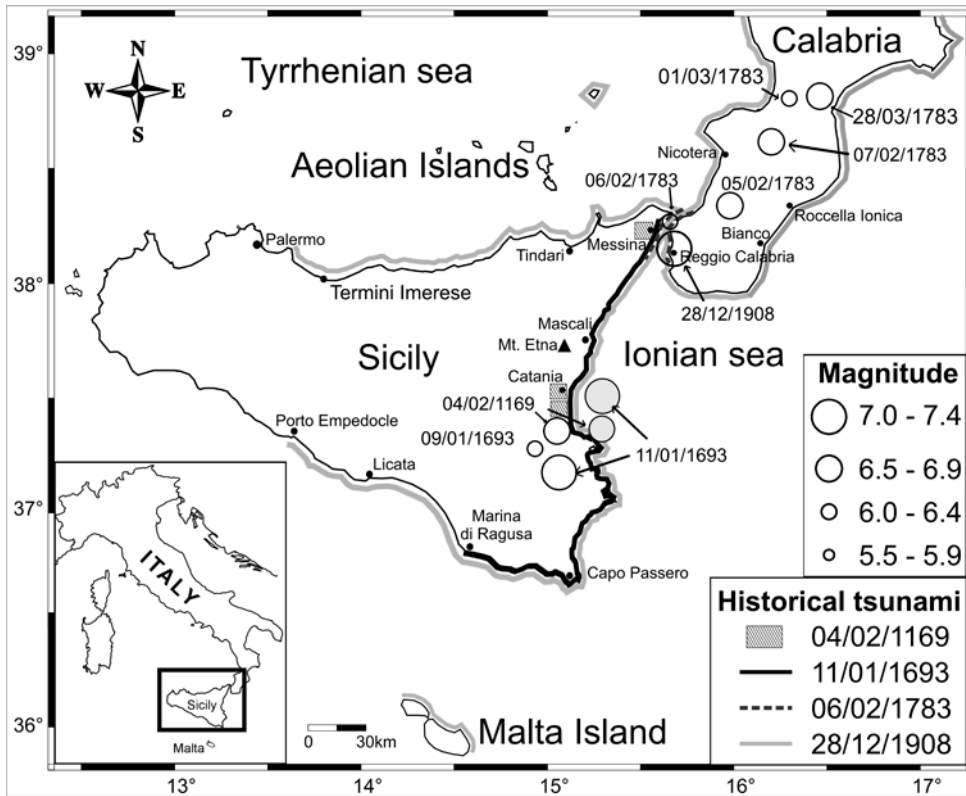 39°
38°
37°
36°
13°
14°
15°
16°
17°
N
W
E
S
Tyrrhenian sea
Calabria
01/03/1783
28/03/1783
07/02/1783
Nicotera
Aeolian Islands
06/02/1783
05/02/1783
Roccella Ionica
Bianco
Palermo
Messina
Reggio Calabria
Tindari
Termini Imerese
28/12/1908
Mascali
Mt. Etna
Ionian sea
Sicily
Catania
04/02/1169
Porto Empedocle
09/01/1693
11/01/1693
Licata
Marina
di Ragusa
Capo Passero
Malta Island
0 30km
ITALY
Sicily
Malta
Magnitude
7.0 - 7.4
6.5 - 6.9
6.0 - 6.4
5.5 - 5.9
Historical tsunami
04/02/1169
11/01/1693
06/02/1783
28/12/1908